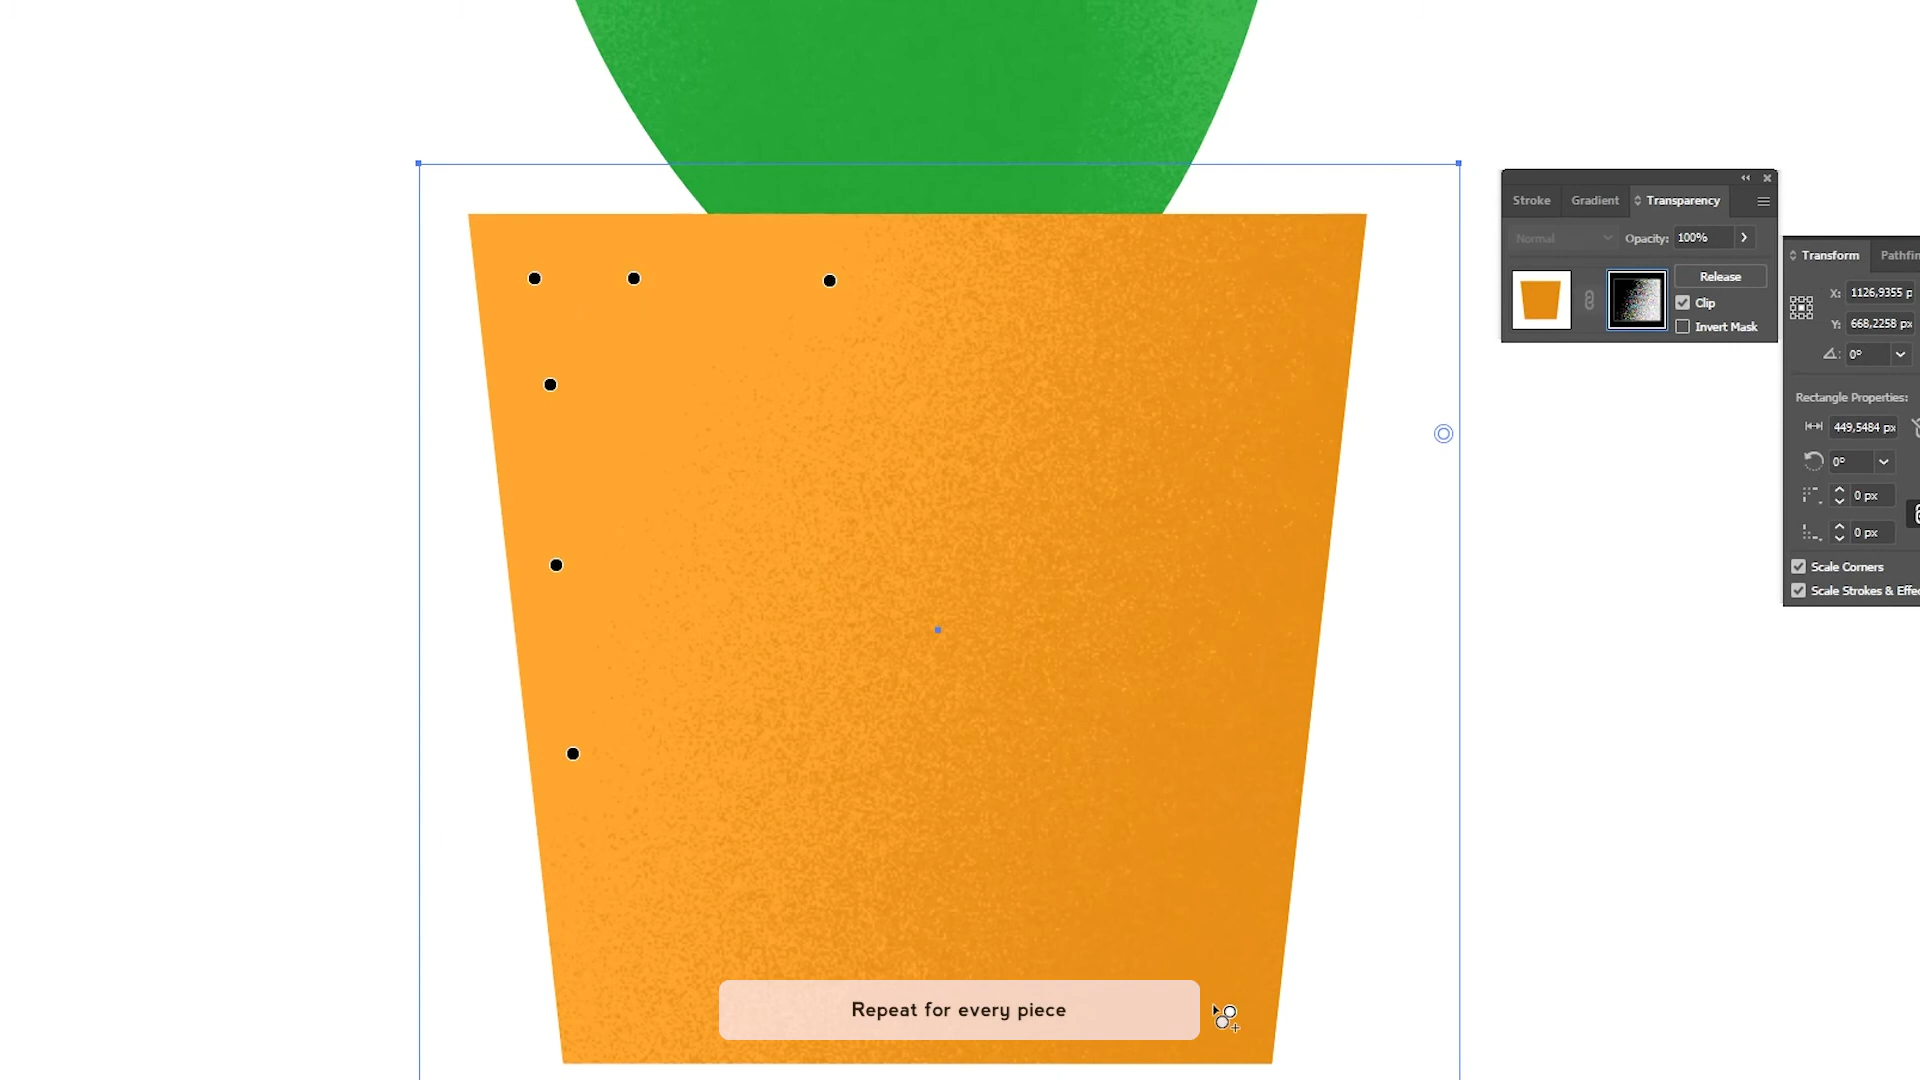 Stroke
Gradient
Transparency
Normal
Opacity:
100%
Release
Clip
Invert Mask
Transform
Pathfin
X:
1126,9355 p
Y:
668,2258 px
0°
Rectangle Properties:
449,5484 px
0°
0 px
0 px
Scale Corners
Scale Strokes & Effec
Repeat for every piece